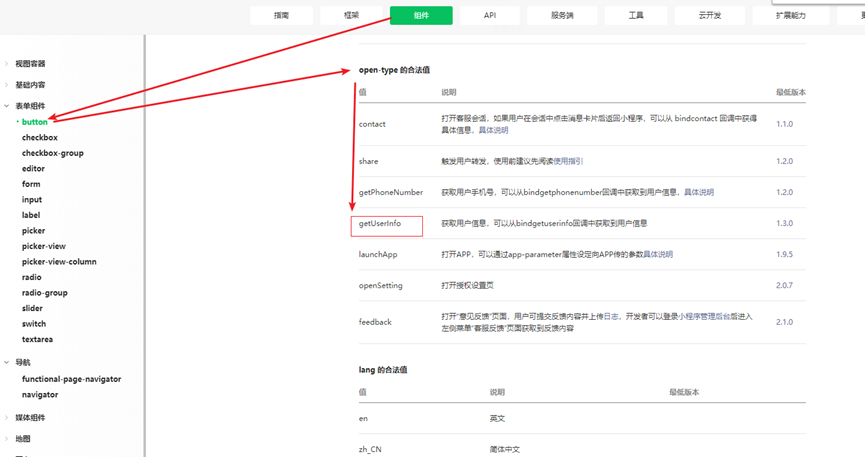 指南 框架 组件 API 服务端 工具 云开发 扩展能力
视图容器
基础内容
表单组件
button
checkbox
checkbox-group
editor
form
input
label
picker
picker-view
picker-view-column
radio
radio-group
slider
switch
textarea
导航
functional-page-navigator
navigator
媒体组件
地图
open-type 的合法值
值 说明 最低版本
contact 打开客服会话，如果用户在会话中点击消息卡片后返回小程序，可以从 bindcontact 回调中获得
具体信息，具体说明 1.1.0
share 触发用户转发，使用前建议先阅读使用指引 1.2.0
getPhoneNumber 获取用户手机号，可以从bindgetphonenumber回调中获取到用户信息，具体说明 1.2.0
getUserInfo 获取用户信息，可以从bindgetuserinfo回调中获取到用户信息 1.3.0
launchApp 打开APP，可以通过app-parameter属性设定向APP传的参数具体说明 1.9.5
openSetting 打开授权设置页 2.0.7
feedback 打开“意见反馈”页面，用户可提交反馈内容并上传日志，开发者可以登录小程序管理后台后进入
左侧菜单“客服反馈”页面获取到反馈内容 2.1.0
lang 的合法值
值 说明 最低版本
en 英文
zh_CN 简体中文